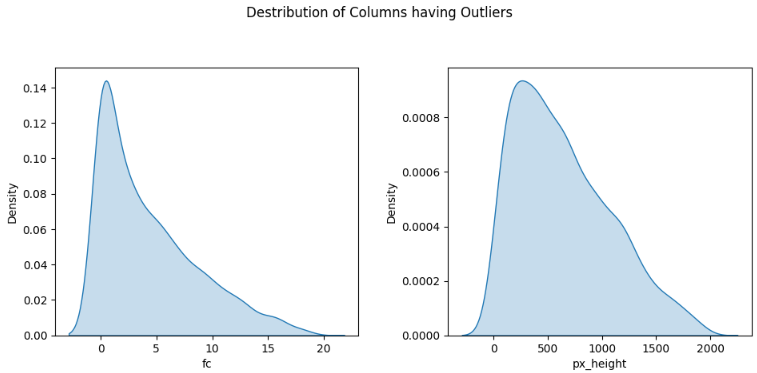 Destribution of Columns having Outliers
0.14
0.12
0.10
0.08
0.06
0.04
0.02
0.00
Density
0 5 10 15 20
fc
0.0008
0.0006
0.0004
0.0002
0.0000
Density
0 500 1000 1500 2000
px_height